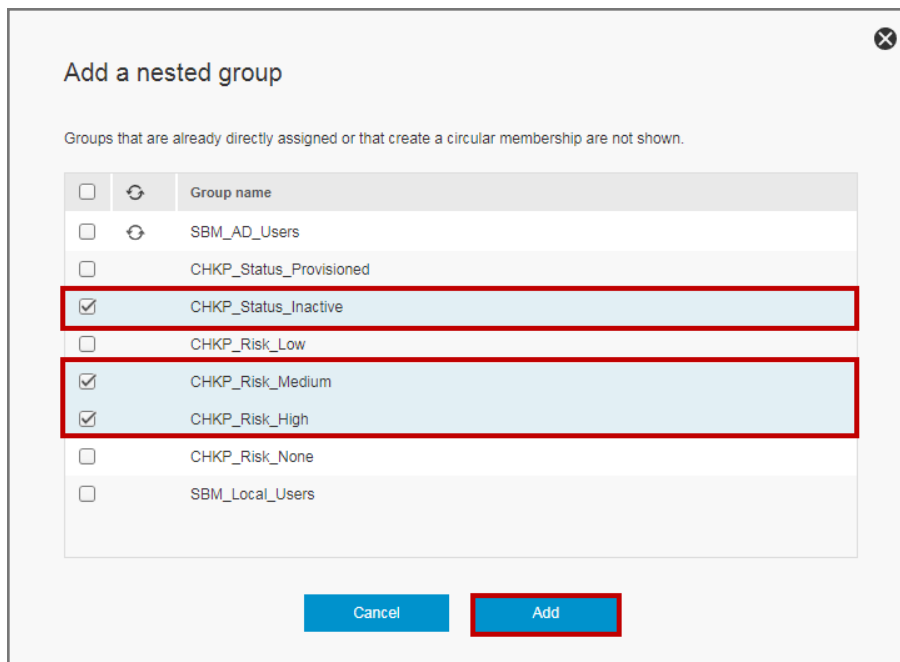 Add a nested group
Groups that are already directly assigned or that create a circular membership are not shown.
Group name
SBM_AD_Users
CHKP_Status_Provisioned
CHKP_Status_Inactive
CHKP_Risk_Low
CHKP_Risk_Medium
CHKP_Risk_High
CHKP_Risk_None
SBM_Local_Users
Cancel Add